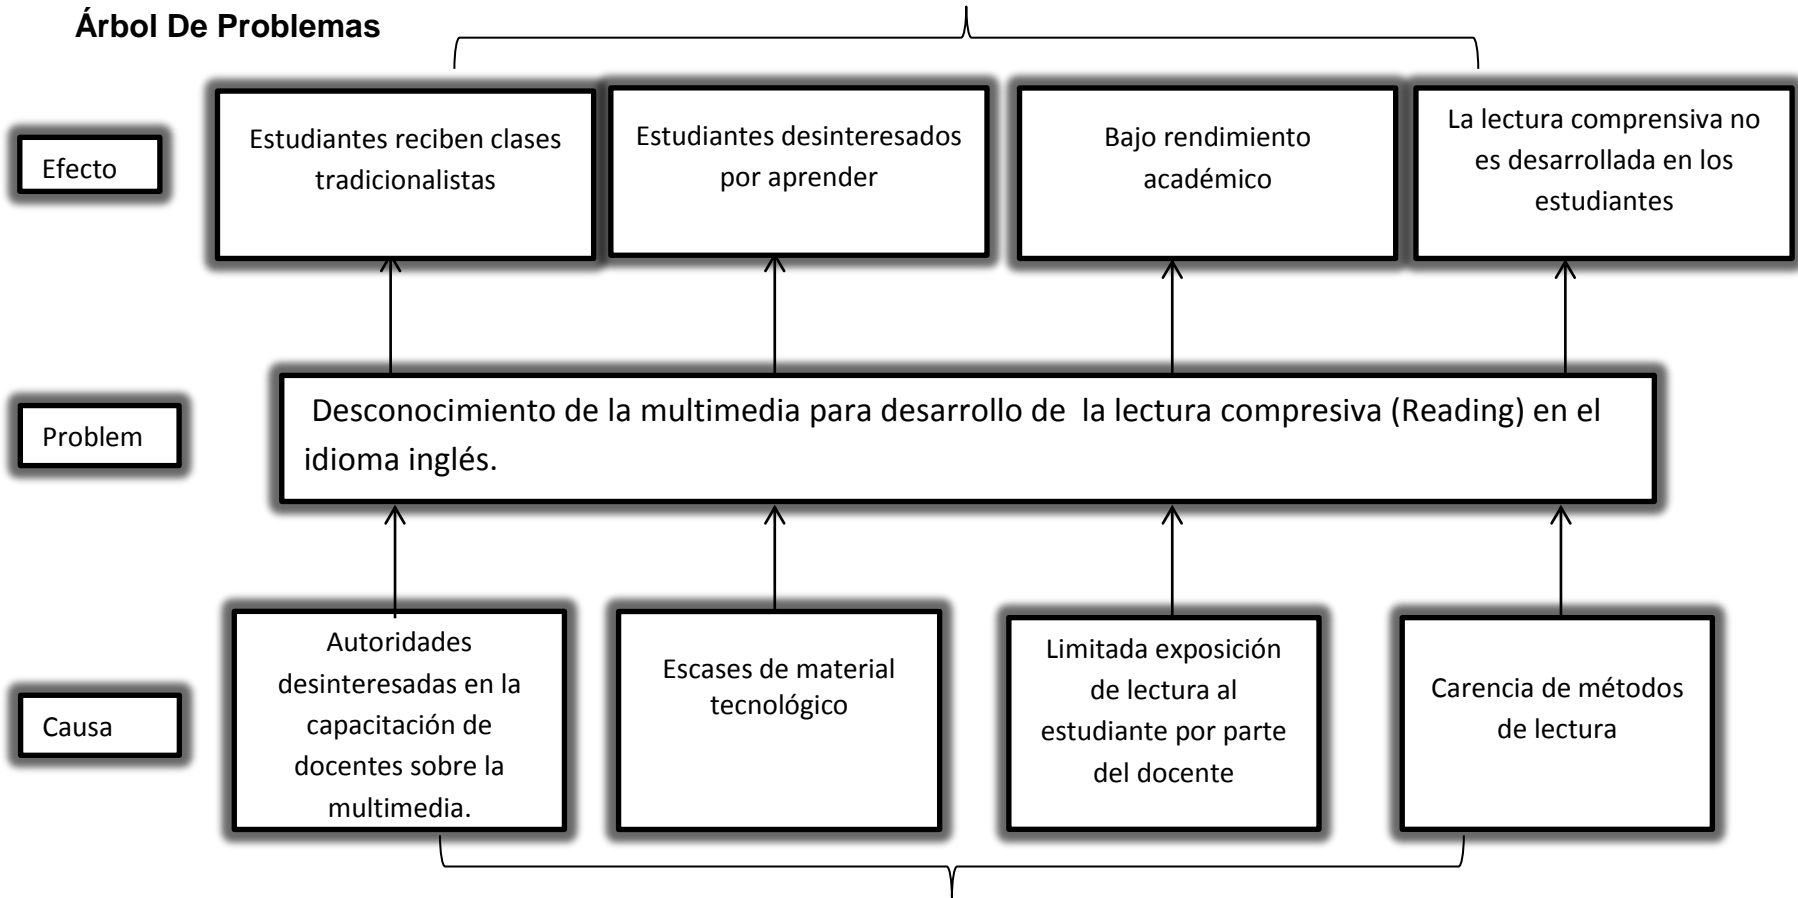 Árbol De Problemas
Efecto
Estudiantes reciben clases
tradicionalistas
Estudiantes desinteresados
por aprender
Bajo rendimiento
académico
La lectura comprensiva no
es desarrollada en los
estudiantes
Problem
Desconocimiento de la multimedia para desarrollo de la lectura compresiva (Reading) en el
idioma inglés.
Causa
Autoridades
desinteresadas en la
capacitación de
docentes sobre la
multimedia.
Escases de material
tecnológico
Limitada exposición
de lectura al
estudiante por parte
del docente
Carencia de métodos
de lectura